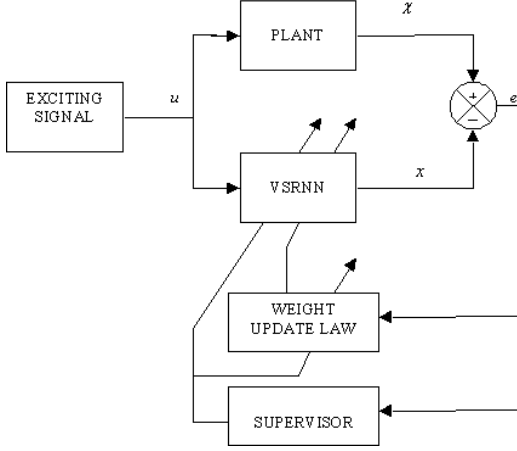 PLANT
χ
EXCITING
SIGNAL
u
+
−
e
VSRNN
x
WEIGHT
UPDATE LAW
SUPERVISOR